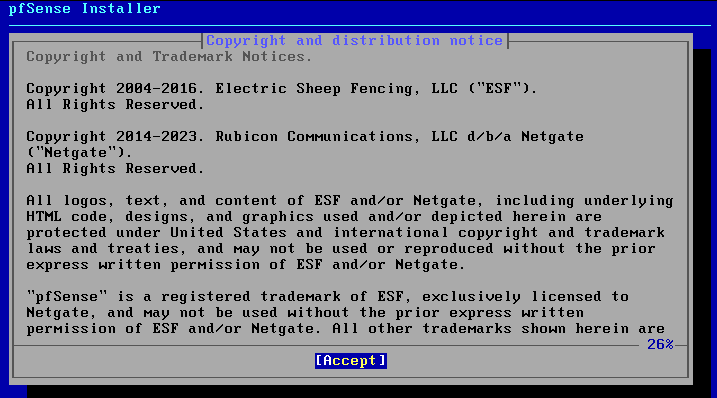 pfSense Installer
Copyright and distribution notice
Copyright and Trademark Notices.
Copyright 2004-2016. Electric Sheep Fencing, LLC ("ESF").
All Rights Reserved.
Copyright 2014-2023. Rubicon Communications, LLC d/b/a Netgate
("Netgate").
All Rights Reserved.
All logos, text, and content of ESF and/or Netgate, including underlying
HTML code, designs, and graphics used and/or depicted herein are
protected under United States and international copyright and trademark
laws and treaties, and may not be used or reproduced without the prior
express written permission of ESF and/or Netgate.
"pfSense" is a registered trademark of ESF, exclusively licensed to
Netgate, and may not be used without the prior express written
permission of ESF and/or Netgate. All other trademarks shown herein are
26%
[Accept]